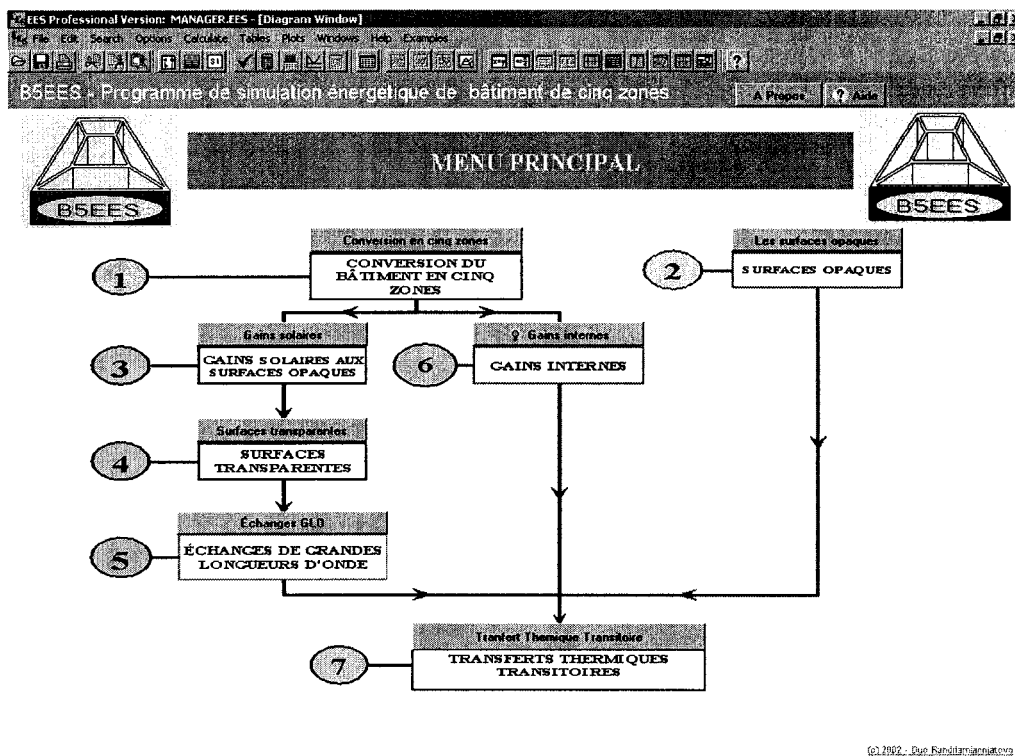 EES Professional Version: MANAGER.EES - [Diagram Window]
File Edit Search Options Calculate Tables Plots Windows Help Examples
B5EES - Programme de simulation énergétique de bâtiment de cinq zones
A Propos
? Aide
B5EES
MENU PRINCIPAL
B5EES
Conversion en cinq zones
1
CONVERSION DU
BÂTIMENT EN CINQ
ZONES
Les surfaces opaques
2
SURFACES OPAQUES
Gains solaires
3
GAINS SOLAIRES AUX
SURFACES OPAQUES
Gains internes
6
GAINS INTERNES
Surfaces transparentes
4
SURFACES
TRANSPARENTES
Échanges GLO
5
ÉCHANGES DE GRANDES
LONGUEURS D'ONDE
Tranfert Thermique Transitoire
7
TRANSFERTS THERMIQUES
TRANSITOIRES
(c) 2002 -